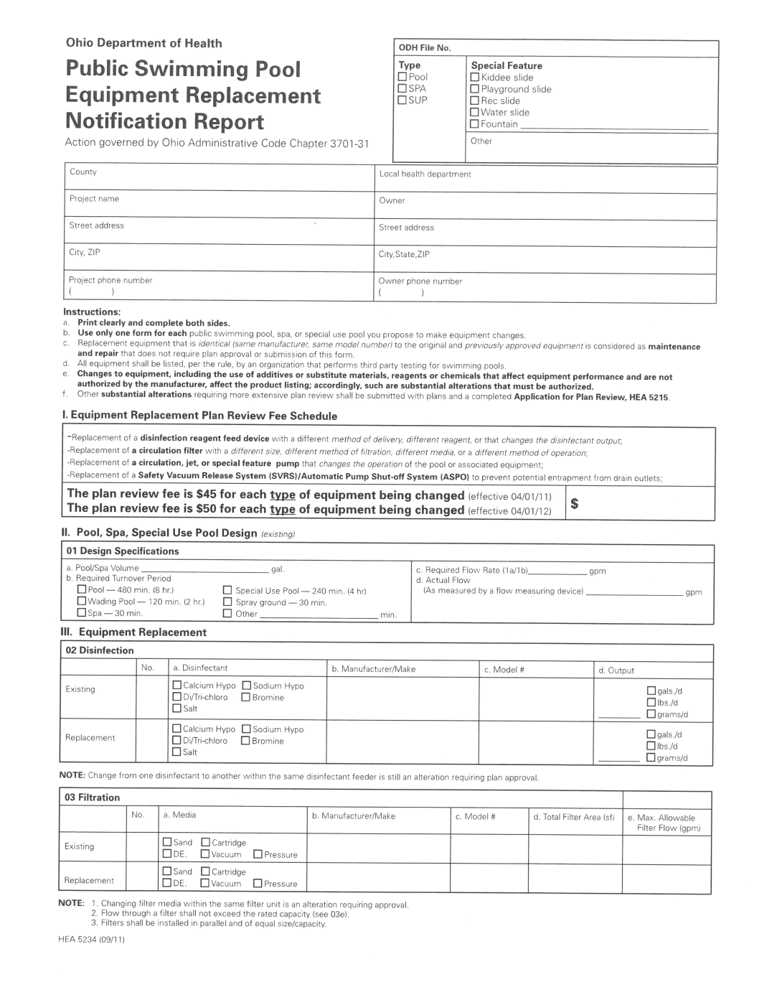 Ohio Department of Health
Public Swimming Pool
Equipment Replacement
Notification Report
Action governed by Ohio Administrative Code Chapter 3701-31
ODH File No.
Type
Pool
SPA
SUP
Special Feature
Kiddee slide
Playground slide
Rec slide
Water slide
Fountain
Other
County
Local health department
Project name
Owner
Street address
Street address
City, ZIP
City,State,ZIP
Project phone number
( )
Owner phone number
( )
Instructions:
a. Print clearly and complete both sides.
b. Use only one form for each public swimming pool, spa, or special use pool you propose to make equipment changes.
c. Replacement equipment that is identical (same manufacturer, same model number) to the original and previously approved equipment is considered as maintenance
and repair that does not require plan approval or submission of this form.
d. All equipment shall be listed, per the rule, by an organization that performs third party testing for swimming pools.
e. Changes to equipment, including the use of additives or substitute materials, reagents or chemicals that affect equipment performance and are not
authorized by the manufacturer, affect the product listing; accordingly, such are substantial alterations that must be authorized.
f. Other substantial alterations requiring more extensive plan review shall be submitted with plans and a completed Application for Plan Review, HEA 5215.
I. Equipment Replacement Plan Review Fee Schedule
-Replacement of a disinfection reagent feed device with a different method of delivery, different reagent, or that changes the disinfectant output;
-Replacement of a circulation filter with a different size, different method of filtration, different media, or a different method of operation;
-Replacement of a circulation, jet, or special feature pump that changes the operation of the pool or associated equipment;
-Replacement of a Safety Vacuum Release System (SVRS)/Automatic Pump Shut-off System (ASPO) to prevent potential entrapment from drain outlets;
The plan review fee is $45 for each type of equipment being changed (effective 04/01/11)
The plan review fee is $50 for each type of equipment being changed (effective 04/01/12)
$
II. Pool, Spa, Special Use Pool Design (existing)
01 Design Specifications
a. Pool/Spa Volume gal.
b. Required Turnover Period
Pool — 480 min. (8 hr.)
Special Use Pool — 240 min. (4 hr)
Wading Pool — 120 min. (2 hr.)
Spray ground — 30 min.
Spa — 30 min.
Other min.
c. Required Flow Rate (1a/1b) gpm
d. Actual Flow
(As measured by a flow measuring device) gpm
III. Equipment Replacement
02 Disinfection
No. a. Disinfectant b. Manufacturer/Make c. Model # d. Output
Existing
Calcium Hypo Sodium Hypo
Di/Tri-chloro Bromine
Salt
gals./d
lbs./d
grams/d
Replacement
Calcium Hypo Sodium Hypo
Di/Tri-chloro Bromine
Salt
gals./d
lbs./d
grams/d
NOTE: Change from one disinfectant to another within the same disinfectant feeder is still an alteration requiring plan approval.
03 Filtration
No. a. Media b. Manufacturer/Make c. Model # d. Total Filter Area (sf) e. Max. Allowable
Filter Flow (gpm)
Existing
Sand Cartridge
DE. Vacuum Pressure
Replacement
Sand Cartridge
DE. Vacuum Pressure
NOTE: 1. Changing filter media within the same filter unit is an alteration requiring approval.
2. Flow through a filter shall not exceed the rated capacity (see 03e).
3. Filters shall be installed in parallel and of equal size/capacity.
HEA 5234 (09/11)